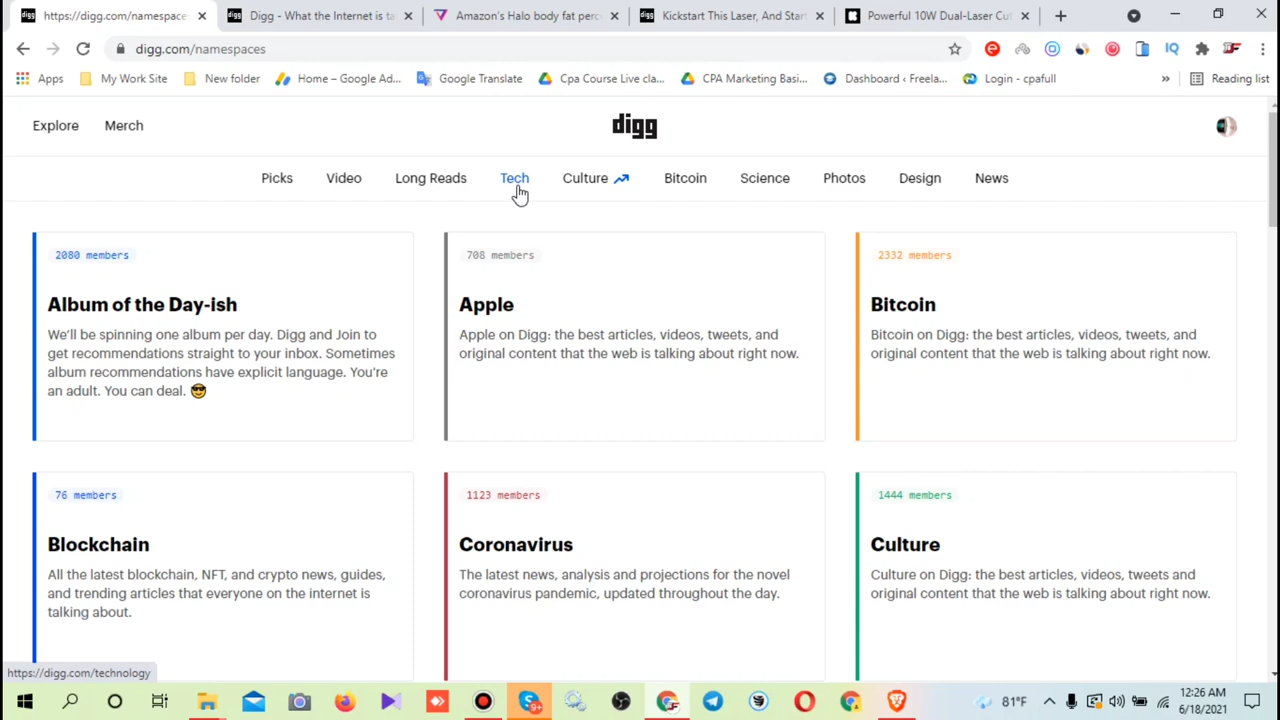 https://digg.com/namespaces
Digg - What the Internet is ta
Amazon's Halo body fat perc
Kickstart This Laser, And Start
Powerful 10W Dual-Laser Cut
digg.com/namespaces
Apps
My Work Site
New folder
Home – Google Ad...
Google Translate
Cpa Course Live cla...
CPA Marketing Basi...
Dashboard ‹ Freela...
Login - cpafull
»
Reading list
Explore
Merch
digg
Picks
Video
Long Reads
Tech
Culture
Bitcoin
Science
Photos
Design
News
2080 members
Album of the Day-ish
We'll be spinning one album per day. Digg and Join to
get recommendations straight to your inbox. Sometimes
album recommendations have explicit language. You're
an adult. You can deal. 😎
708 members
Apple
Apple on Digg: the best articles, videos, tweets, and
original content that the web is talking about right now.
2332 members
Bitcoin
Bitcoin on Digg: the best articles, videos, tweets, and
original content that the web is talking about right now.
76 members
Blockchain
All the latest blockchain, NFT, and crypto news, guides,
and trending articles that everyone on the internet is
talking about.
1123 members
Coronavirus
The latest news, analysis and projections for the novel
coronavirus pandemic, updated throughout the day.
1444 members
Culture
Culture on Digg: the best articles, videos, tweets and
original content that the web is talking about right now.
https://digg.com/technology
9+
81°F
12:26 AM
6/18/2021